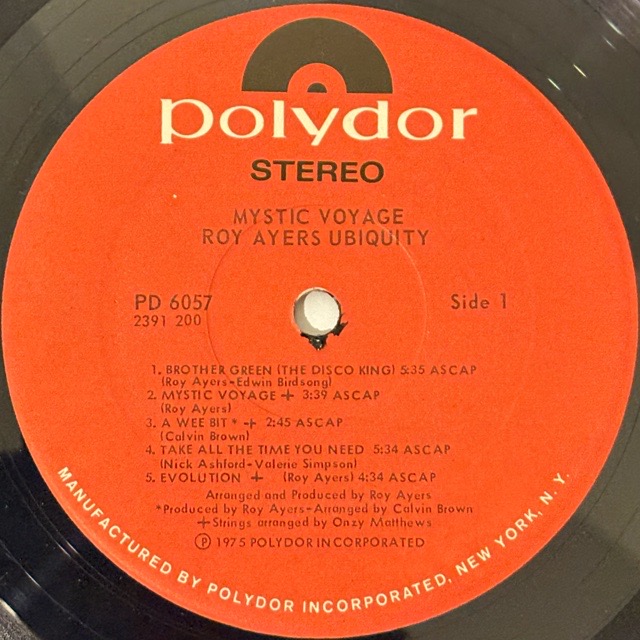 polydor
STEREO
MYSTIC VOYAGE
ROY AYERS UBIQUITY
PD 6057
2391 200
Side 1
1. BROTHER GREEN (THE DISCO KING) 5:35 ASCAP
(Roy Ayers-Edwin Birdsong)
2. MYSTIC VOYAGE + 3:39 ASCAP
(Roy Ayers)
3. A WEE BIT * + 2:45 ASCAP
(Calvin Brown)
4. TAKE ALL THE TIME YOU NEED 5:34 ASCAP
(Nick Ashford-Valerie Simpson)
5. EVOLUTION + (Roy Ayers) 4:34 ASCAP
Arranged and Produced by Roy Ayers
*Produced by Roy Ayers-Arranged by Calvin Brown
+Strings arranged by Onzy Matthews
Ⓟ 1975 POLYDOR INCORPORATED
MANUFACTURED BY POLYDOR INCORPORATED, NEW YORK, N. Y.